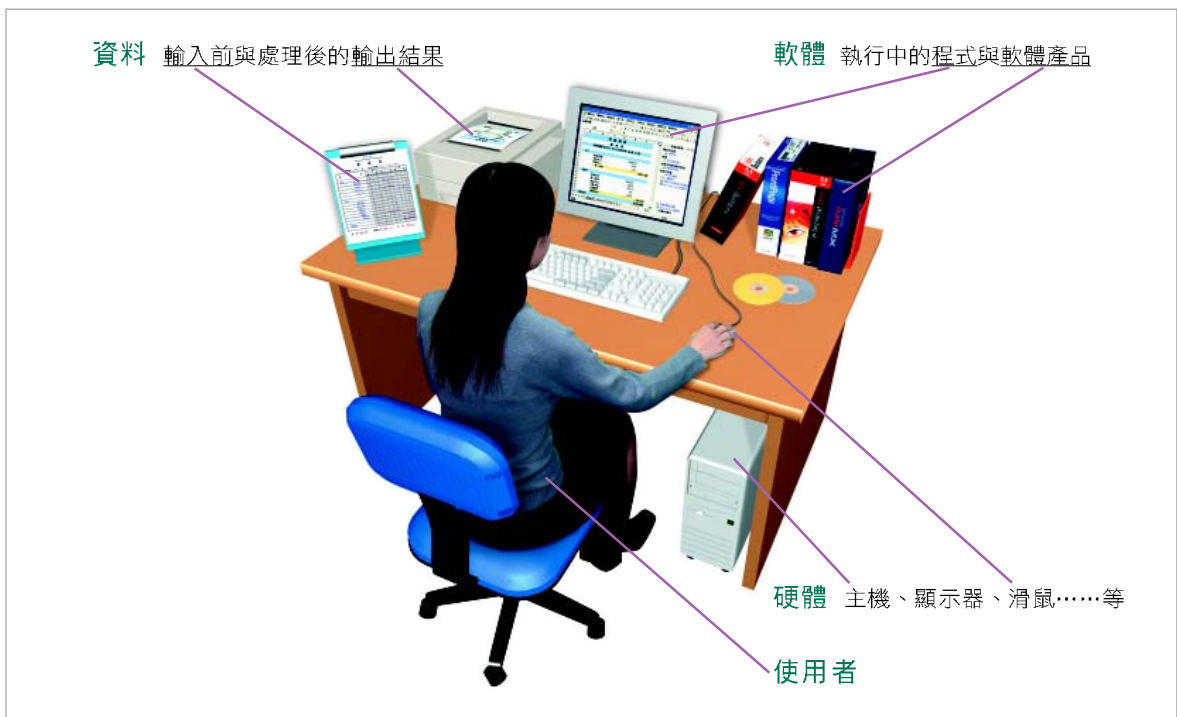 資料 輸入前與處理後的輸出結果
軟體 執行中的程式與軟體產品
硬體 主機、顯示器、滑鼠……等
使用者